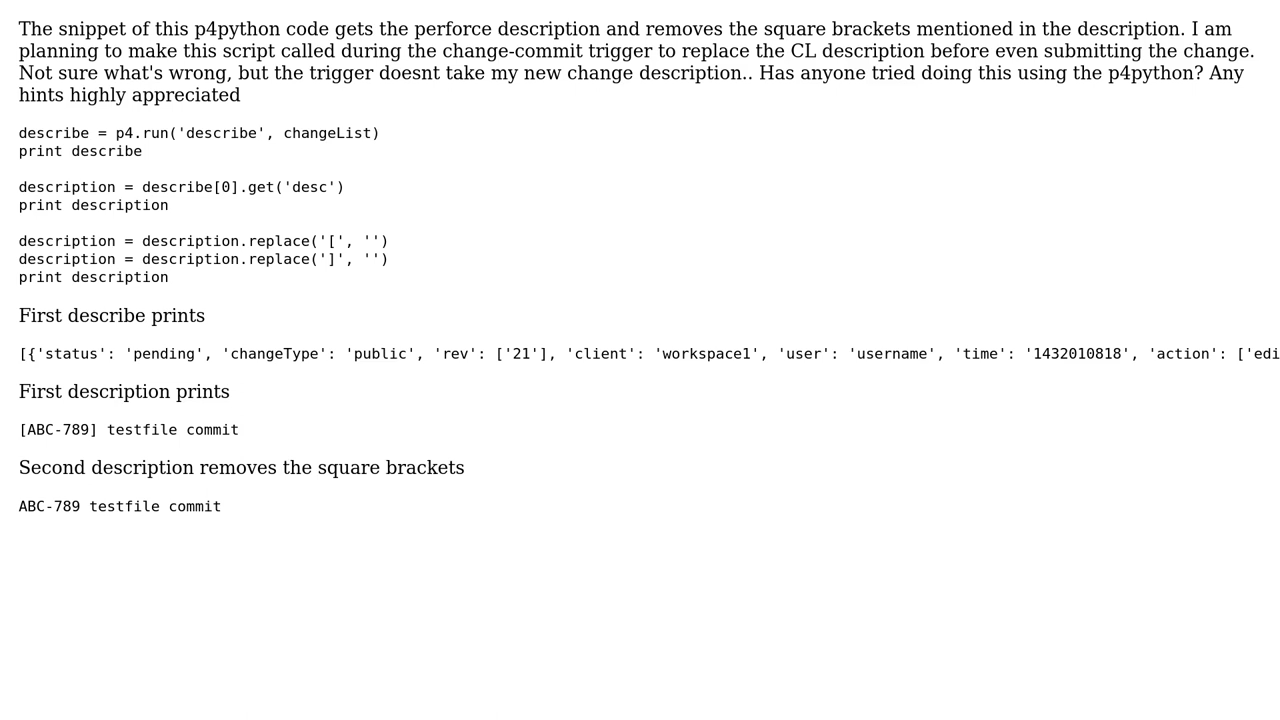 The snippet of this p4python code gets the perforce description and removes the square brackets mentioned in the description. I am
planning to make this script called during the change-commit trigger to replace the CL description before even submitting the change.
Not sure what's wrong, but the trigger doesnt take my new change description.. Has anyone tried doing this using the p4python? Any
hints highly appreciated
describe = p4.run('describe', changeList)
print describe
description = describe[0].get('desc')
print description
description = description.replace('[', '')
description = description.replace(']', '')
print description
First describe prints
[{'status': 'pending', 'changeType': 'public', 'rev': ['21'], 'client': 'workspace1', 'user': 'username', 'time': '1432010818', 'action': ['edi
First description prints
[ABC-789] testfile commit
Second description removes the square brackets
ABC-789 testfile commit